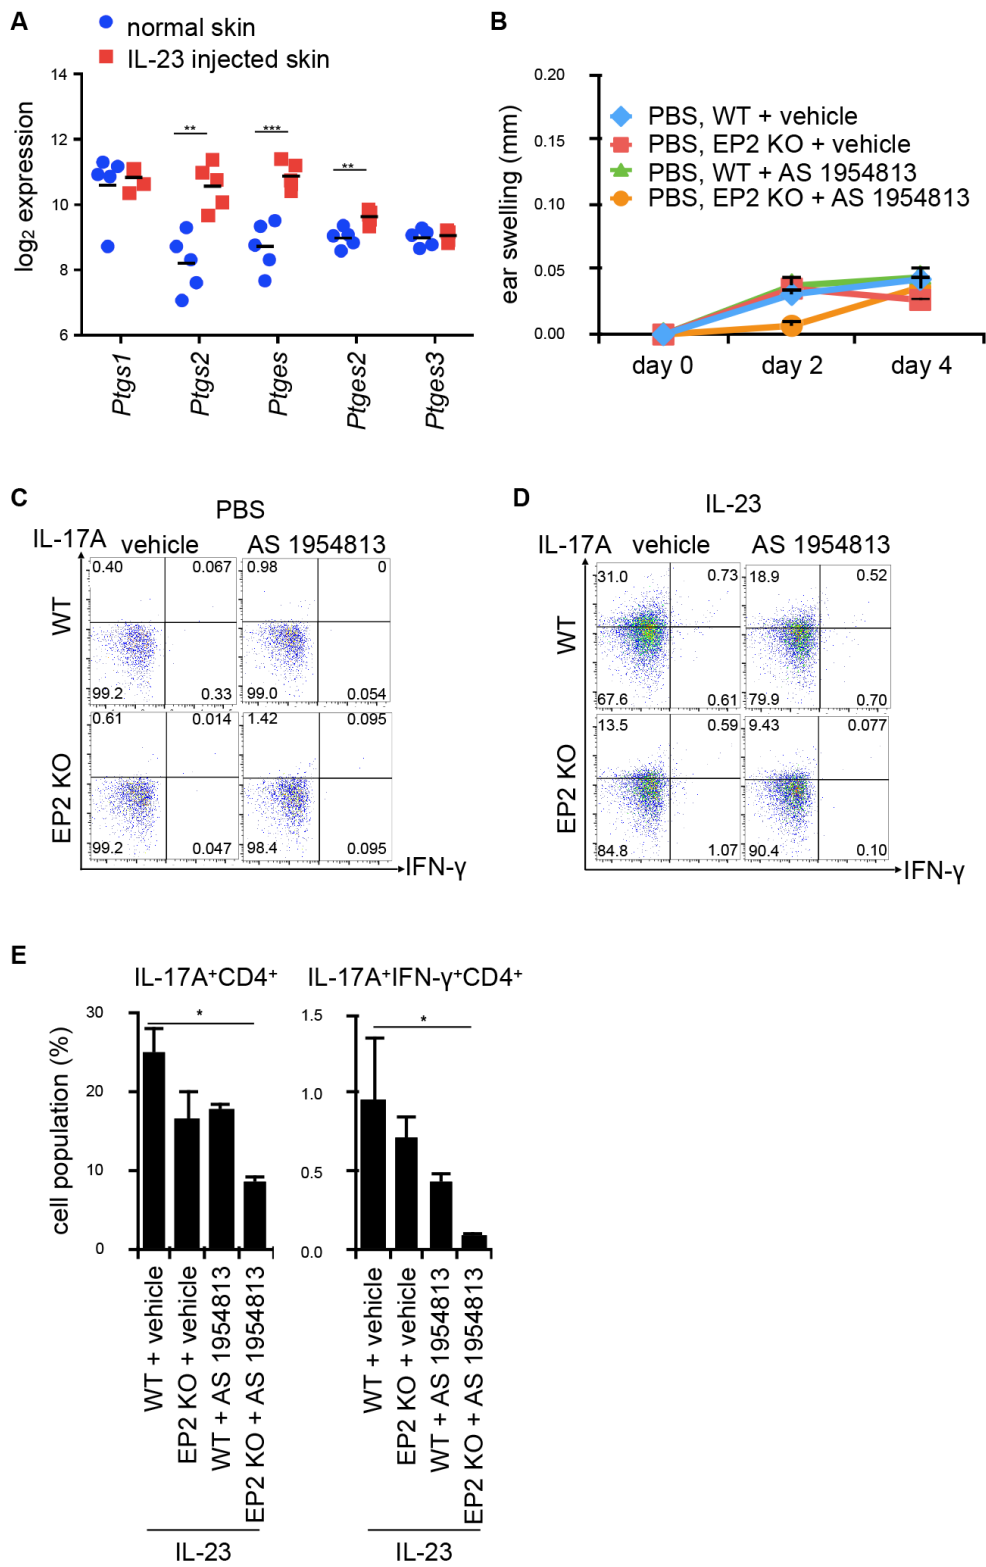 A
normal skin
IL-23 injected skin
log2 expression
14
12
10
8
6
**
***
**
Ptgs1
Ptgs2
Ptges
Ptges2
Ptges3
B
ear swelling (mm)
0.20
0.15
0.10
0.05
0.00
PBS, WT + vehicle
PBS, EP2 KO + vehicle
PBS, WT + AS 1954813
PBS, EP2 KO + AS 1954813
day 0
day 2
day 4
C
PBS
IL-17A
vehicle
AS 1954813
WT
0.40
0.067
99.2
0.33
0.98
0
99.0
0.054
EP2 KO
0.61
0.014
99.2
0.047
1.42
0.095
98.4
0.095
IFN-γ
D
IL-23
IL-17A
vehicle
AS 1954813
WT
31.0
0.73
67.6
0.61
18.9
0.52
79.9
0.70
EP2 KO
13.5
0.59
84.8
1.07
9.43
0.077
90.4
0.10
IFN-γ
E
IL-17A+CD4+
cell population (%)
30
20
10
0
*
WT + vehicle
EP2 KO + vehicle
WT + AS 1954813
EP2 KO + AS 1954813
IL-23
IL-17A+IFN-γ+CD4+
1.5
1.0
0.5
0.0
*
WT + vehicle
EP2 KO + vehicle
WT + AS 1954813
EP2 KO + AS 1954813
IL-23